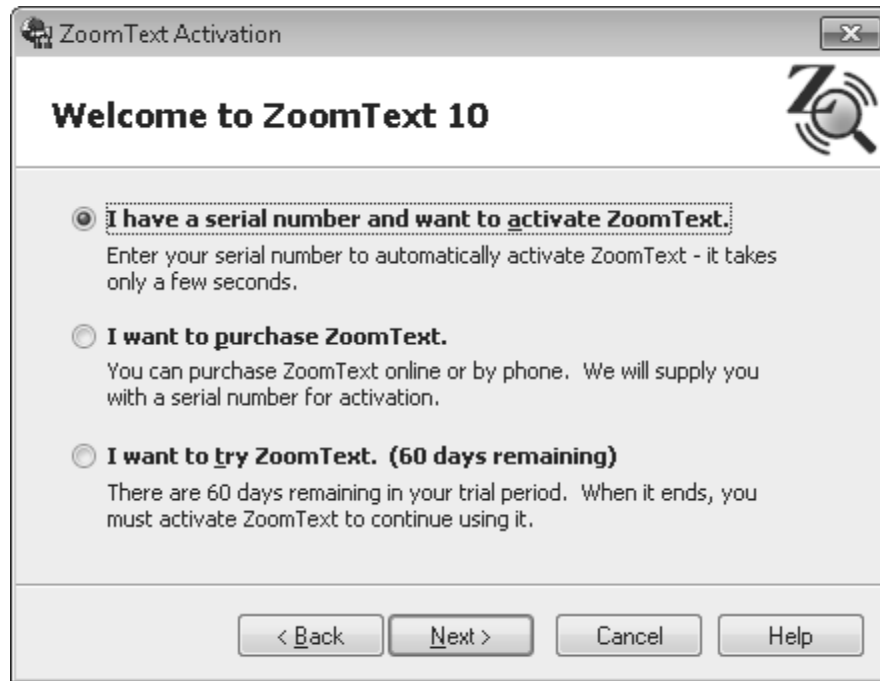 ZoomText Activation
Welcome to ZoomText 10
I have a serial number and want to activate ZoomText.
Enter your serial number to automatically activate ZoomText - it takes
only a few seconds.
I want to purchase ZoomText.
You can purchase ZoomText online or by phone.  We will supply you
with a serial number for activation.
I want to try ZoomText.  (60 days remaining)
There are 60 days remaining in your trial period.  When it ends, you
must activate ZoomText to continue using it.
< Back
Next >
Cancel
Help